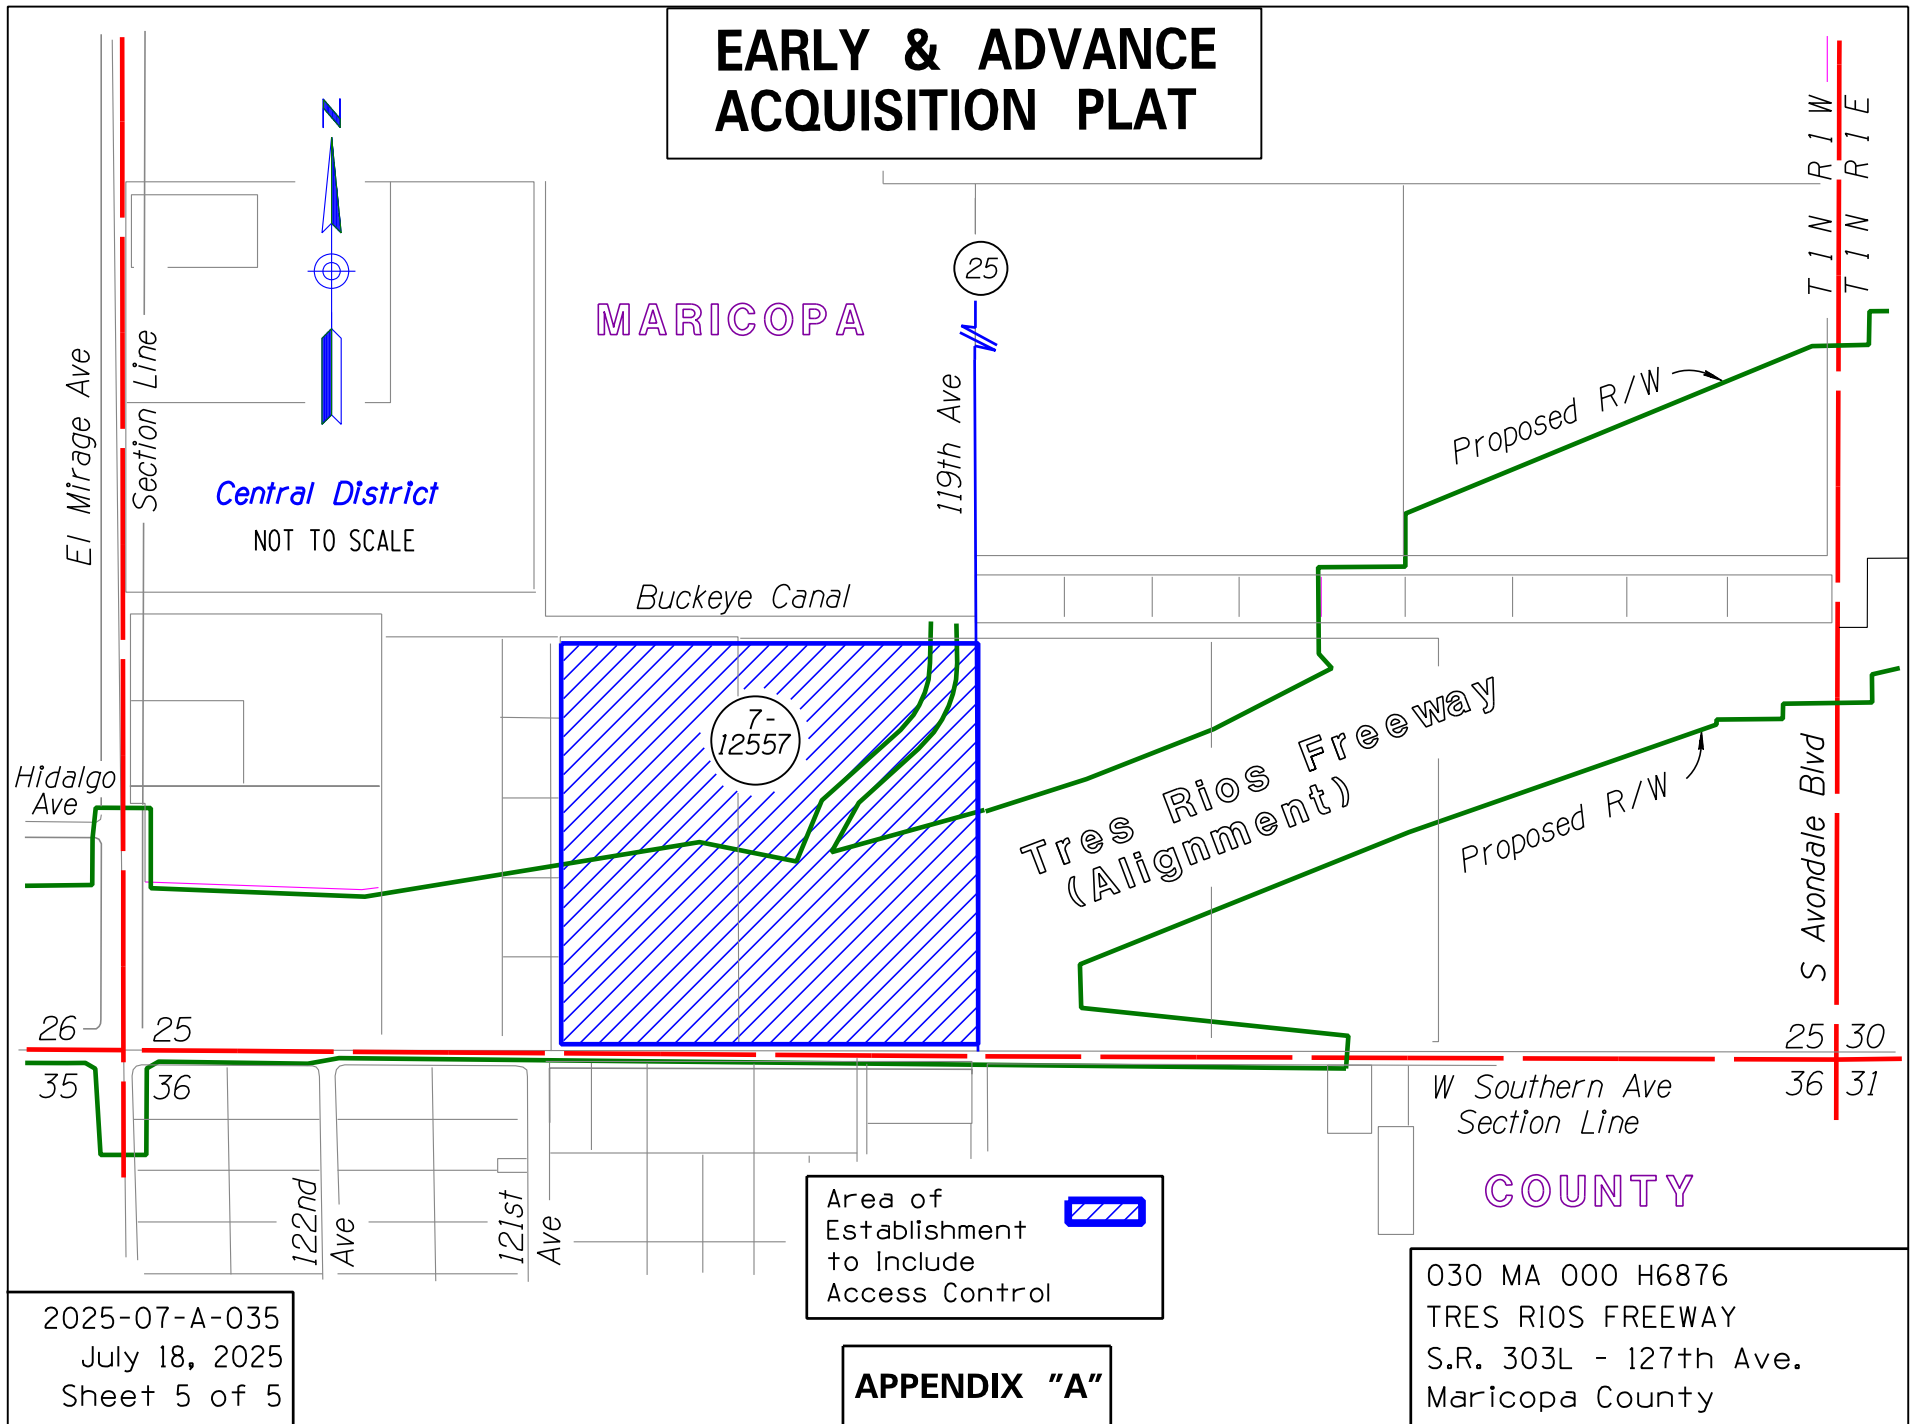 EARLY & ADVANCE
ACQUISITION PLAT
N
T 1 N R 1 W
T 1 N R 1 E
25
MARICOPA
El Mirage Ave
Section Line
119th Ave
Proposed R/W
Central District
NOT TO SCALE
Buckeye Canal
7-
12557
Hidalgo
Ave
Tres Rios Freeway
(Alignment)
Proposed R/W
S Avondale Blvd
26
25
25
30
35
36
36
31
W Southern Ave
Section Line
COUNTY
122nd
Ave
121st
Ave
Area of
Establishment
to Include
Access Control
2025-07-A-035
July 18, 2025
Sheet 5 of 5
APPENDIX "A"
030 MA 000 H6876
TRES RIOS FREEWAY
S.R. 303L - 127th Ave.
Maricopa County